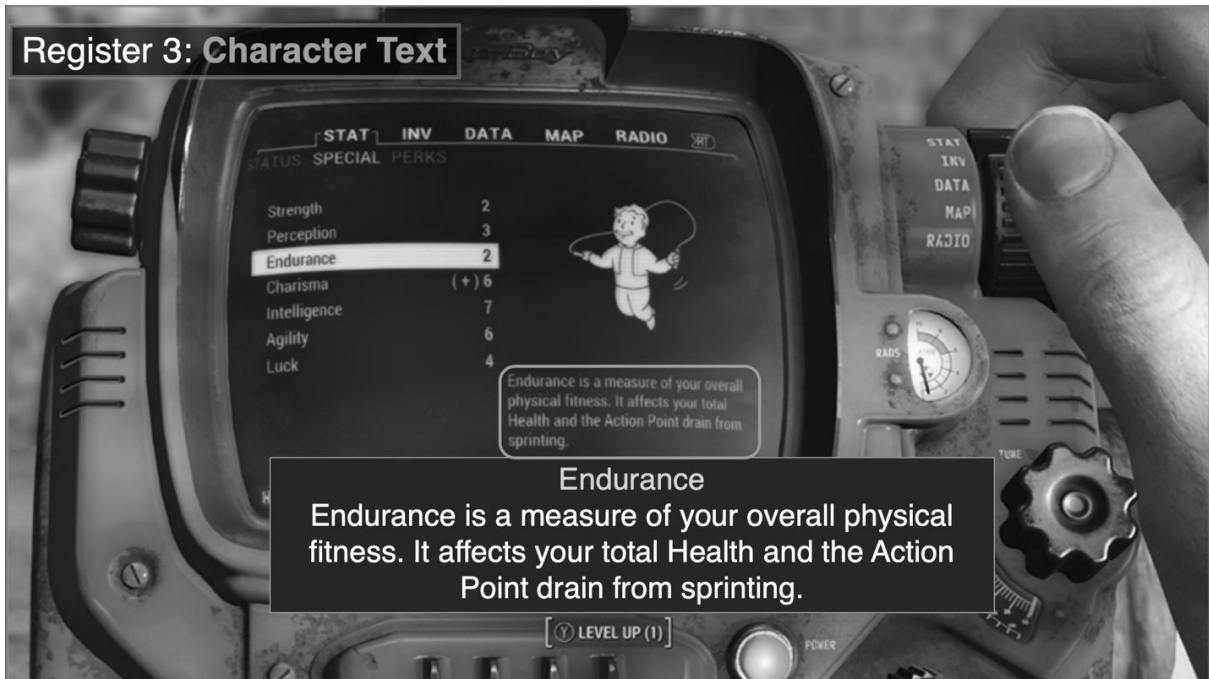 Register 3: Character Text
STAT INV DATA MAP RADIO RT
STATUS SPECIAL PERKS
Strength 2
Perception 3
Endurance 2
Charisma (+) 6
Intelligence 7
Agility 6
Luck 4
Endurance is a measure of your overall
physical fitness. It affects your total
Health and the Action Point drain from
sprinting.
STAT
INV
DATA
MAP
RADIO
RADS
TUNE
Endurance
Endurance is a measure of your overall physical
fitness. It affects your total Health and the Action
Point drain from sprinting.
[Y LEVEL UP (1)]
POWER